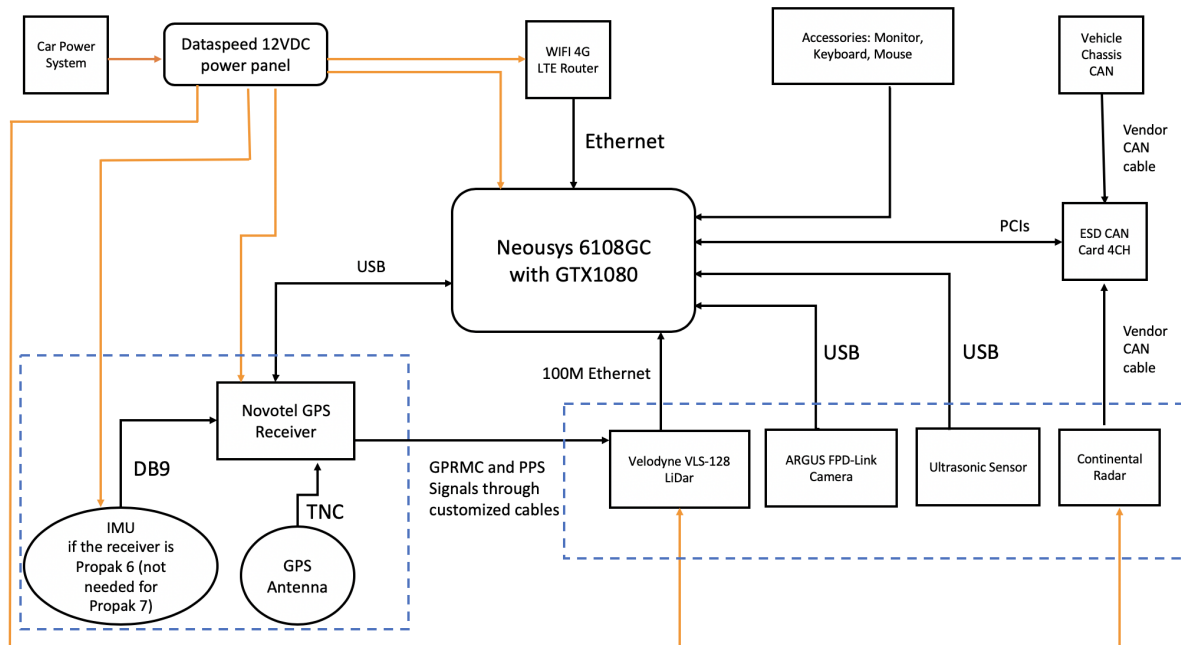 Car Power
System
Dataspeed 12VDC
power panel
WIFI 4G
LTE Router
Accessories: Monitor,
Keyboard, Mouse
Vehicle
Chassis
CAN
Ethernet
Vendor
CAN
cable
Neousys 6108GC
with GTX1080
PCIs
ESD CAN
Card 4CH
USB
USB
USB
Vendor
CAN
cable
100M Ethernet
Novotel GPS
Receiver
DB9
TNC
GPRMC and PPS
Signals through
customized cables
Velodyne VLS-128
LiDar
ARGUS FPD-Link
Camera
Ultrasonic Sensor
Continental
Radar
IMU
if the receiver is
Propak 6 (not
needed for
Propak 7)
GPS
Antenna